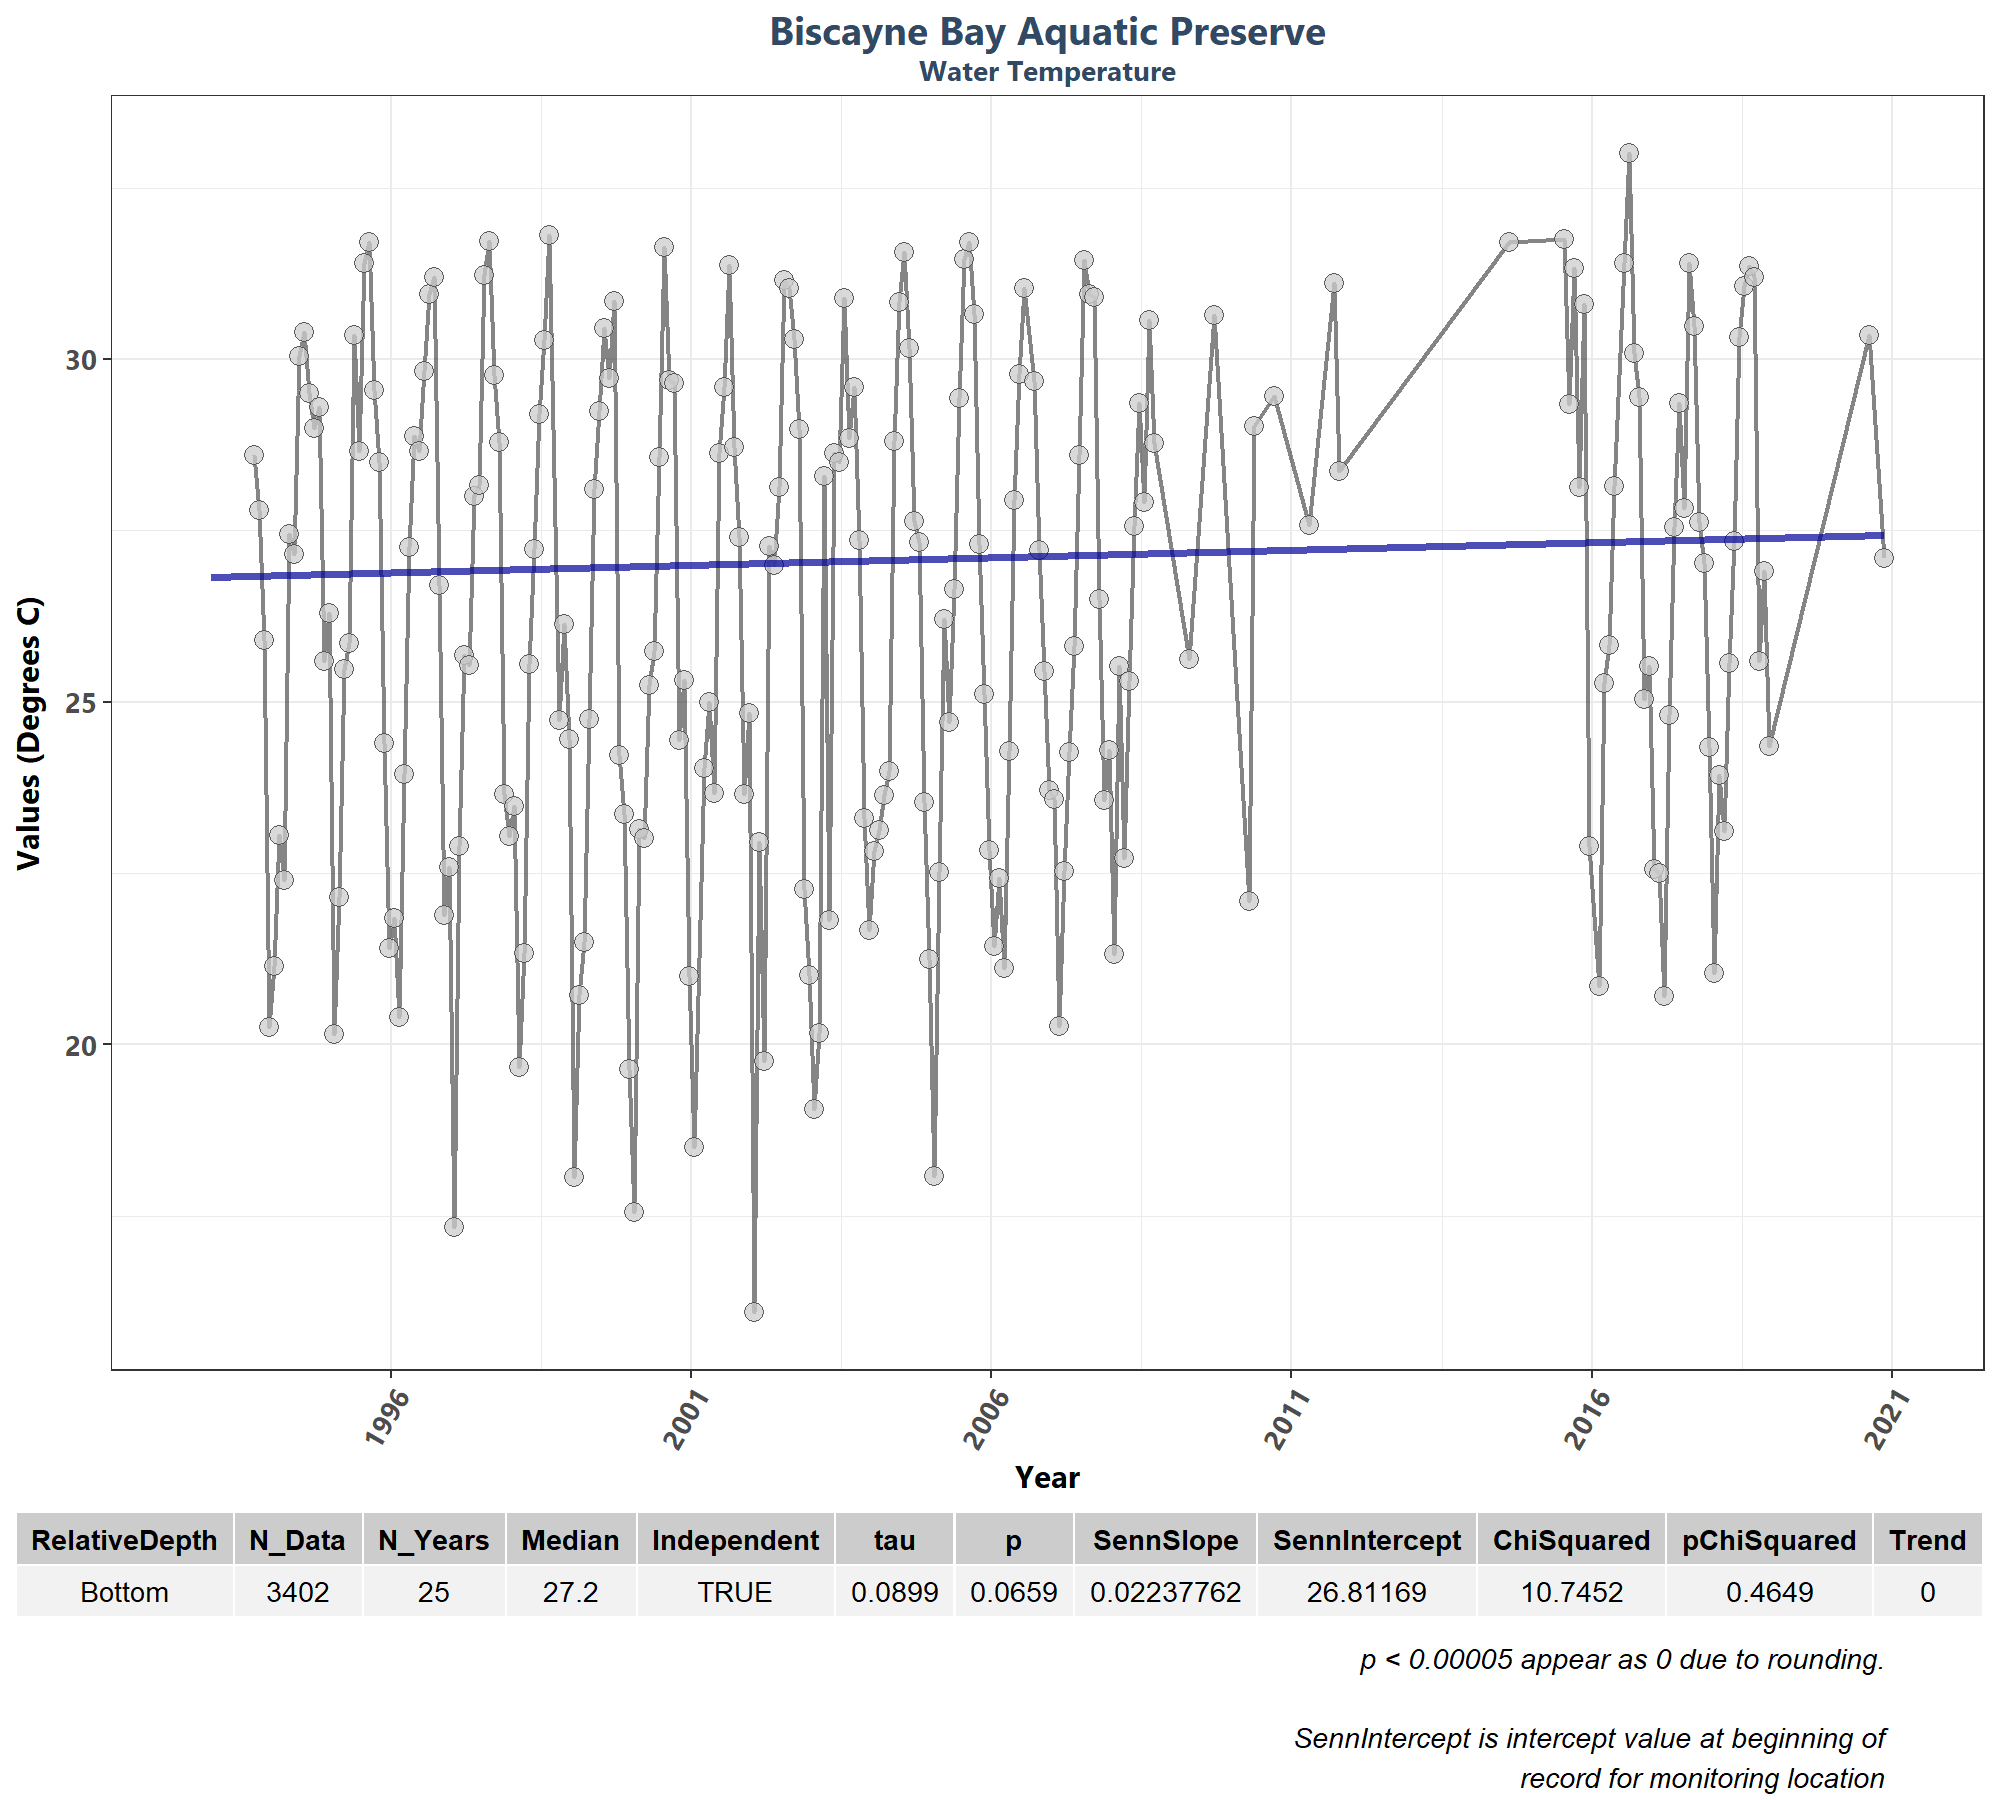 Biscayne Bay Aquatic Preserve
Water Temperature
Values (Degrees C)
30
25
20
1996
2001
2006
2011
2016
2021
Year
RelativeDepth N_Data N_Years Median Independent tau p SennSlope SennIntercept ChiSquared pChiSquared Trend
Bottom 3402 25 27.2 TRUE 0.0899 0.0659 0.02237762 26.81169 10.7452 0.4649 0
p < 0.00005 appear as 0 due to rounding.
SennIntercept is intercept value at beginning of
record for monitoring location